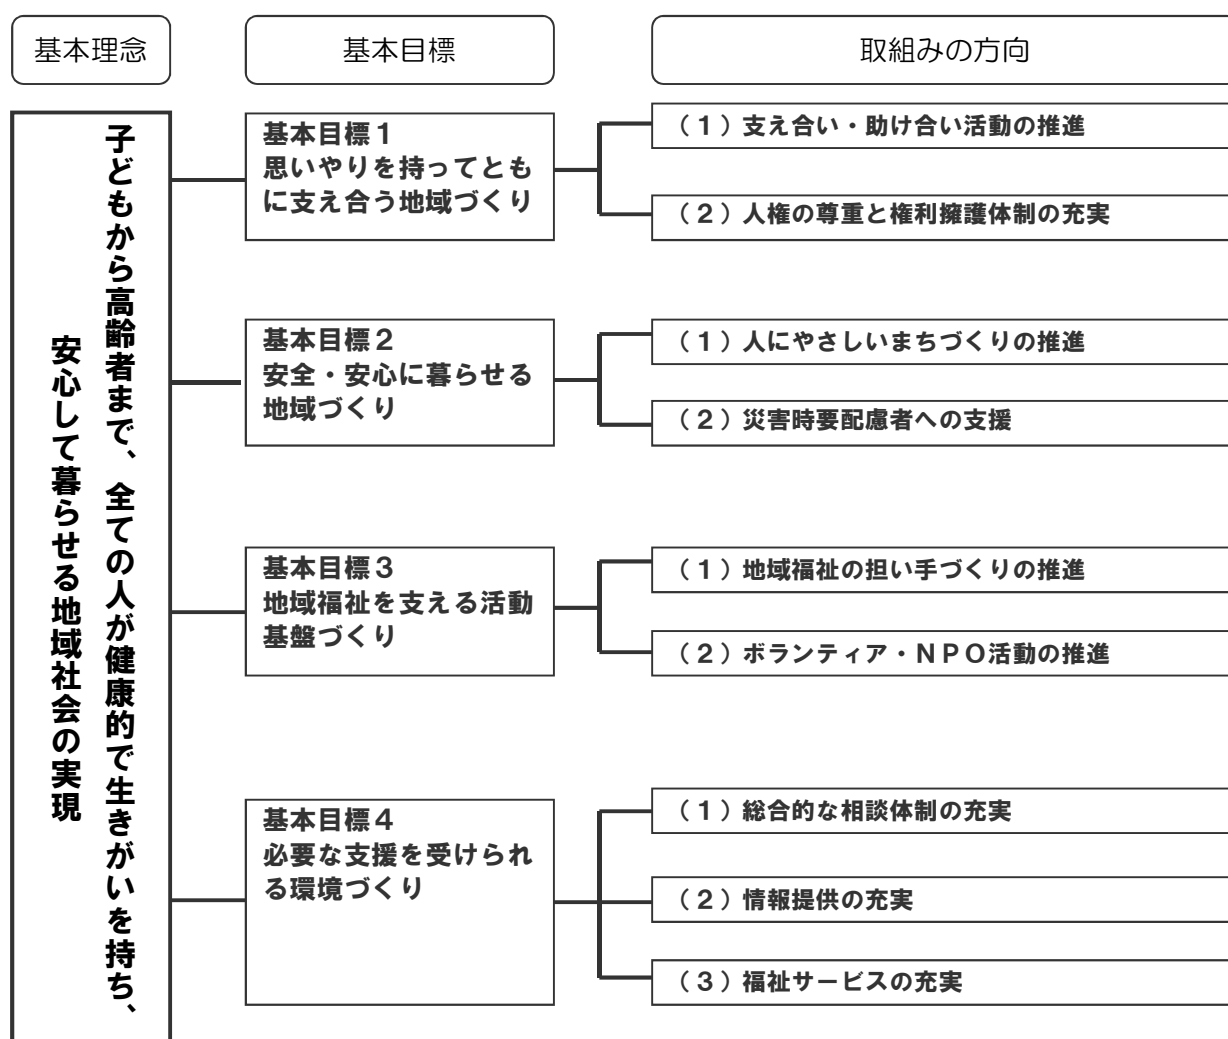 基本理念
基本目標
取組みの方向
子どもから高齢者まで、全ての人が健康的で生きがいを持ち、
安心して暮らせる地域社会の実現
基本目標１
思いやりを持ってとも
に支え合う地域づくり
（１）支え合い・助け合い活動の推進
（２）人権の尊重と権利擁護体制の充実
基本目標２
安全・安心に暮らせる
地域づくり
（１）人にやさしいまちづくりの推進
（２）災害時要配慮者への支援
基本目標３
地域福祉を支える活動
基盤づくり
（１）地域福祉の担い手づくりの推進
（２）ボランティア・ＮＰＯ活動の推進
基本目標４
必要な支援を受けられ
る環境づくり
（１）総合的な相談体制の充実
（２）情報提供の充実
（３）福祉サービスの充実